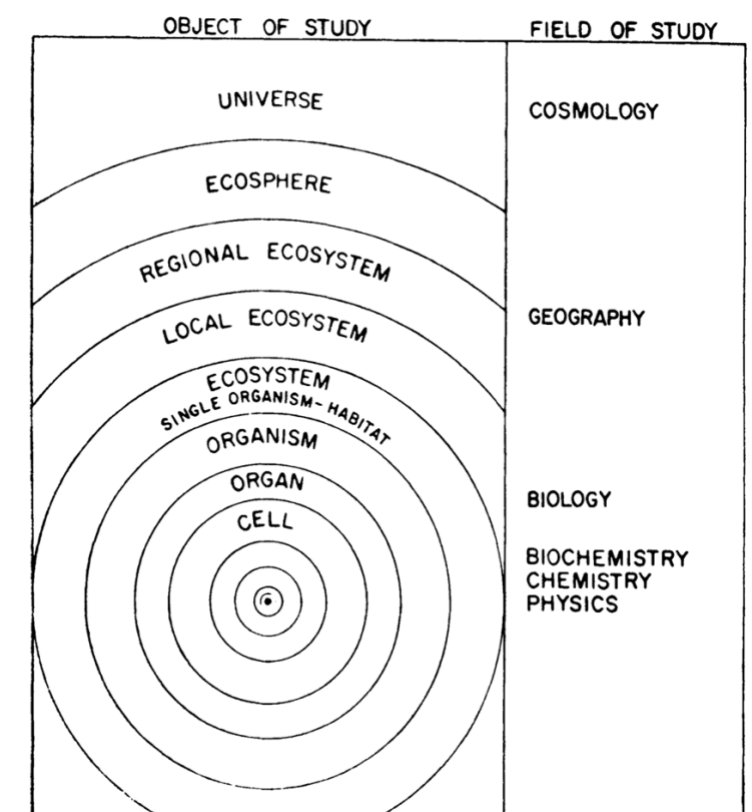 OBJECT OF STUDY
FIELD OF STUDY
UNIVERSE
COSMOLOGY
ECOSPHERE
REGIONAL ECOSYSTEM
LOCAL ECOSYSTEM
GEOGRAPHY
ECOSYSTEM
SINGLE ORGANISM-HABITAT
ORGANISM
ORGAN
BIOLOGY
CELL
BIOCHEMISTRY
CHEMISTRY
PHYSICS